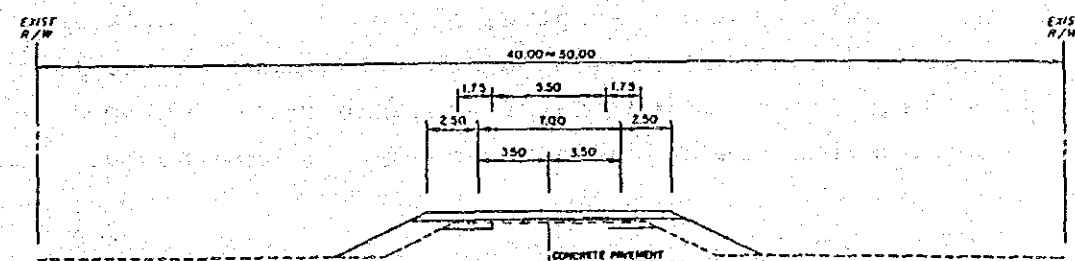 EXIST
R/W
EXIS
R/W
40.00~50.00
1.75 5.50 1.75
2.50 7.00 2.50
3.50 3.50
CONCRETE PAVEMENT